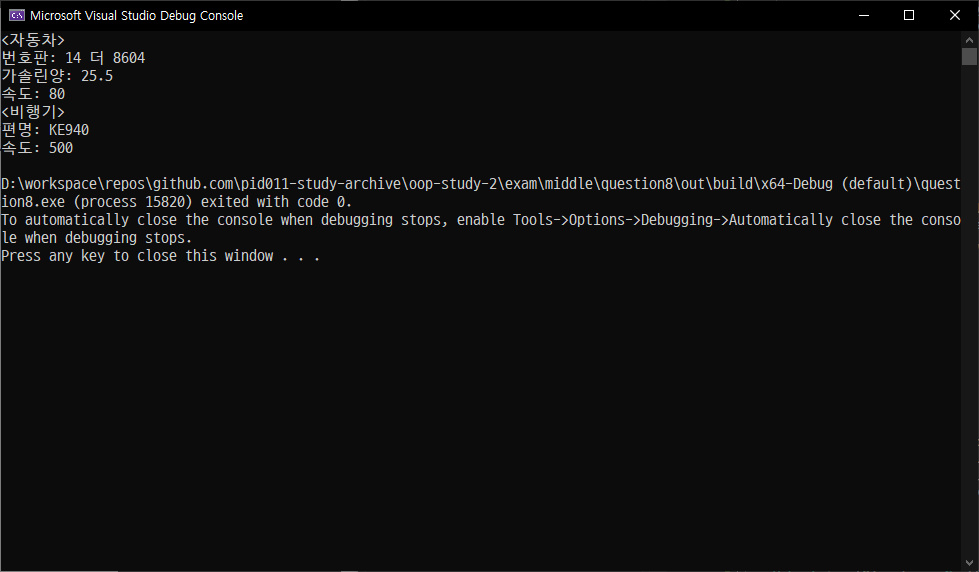 Microsoft Visual Studio Debug Console
<자동차>
번호판: 14 더 8604
가솔린양: 25.5
속도: 80
<비행기>
편명: KE940
속도: 500
D:\workspace\repos\github.com\pid011-study-archive\oop-study-2\exam\middle\question8\out\build\x64-Debug (default)\quest
ion8.exe (process 15820) exited with code 0.
To automatically close the console when debugging stops, enable Tools->Options->Debugging->Automatically close the conso
le when debugging stops.
Press any key to close this window . . .